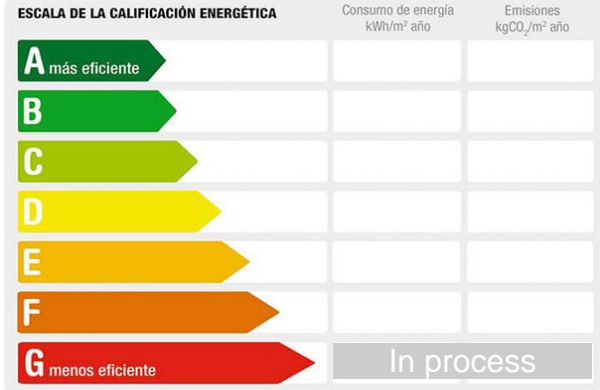 ESCALA DE LA CALIFICACIÓN ENERGÉTICA
Consumo de energía
kWh/m² año
Emisiones
kgCO₂/m² año
A más eficiente
B
C
D
E
F
G menos eficiente
In process